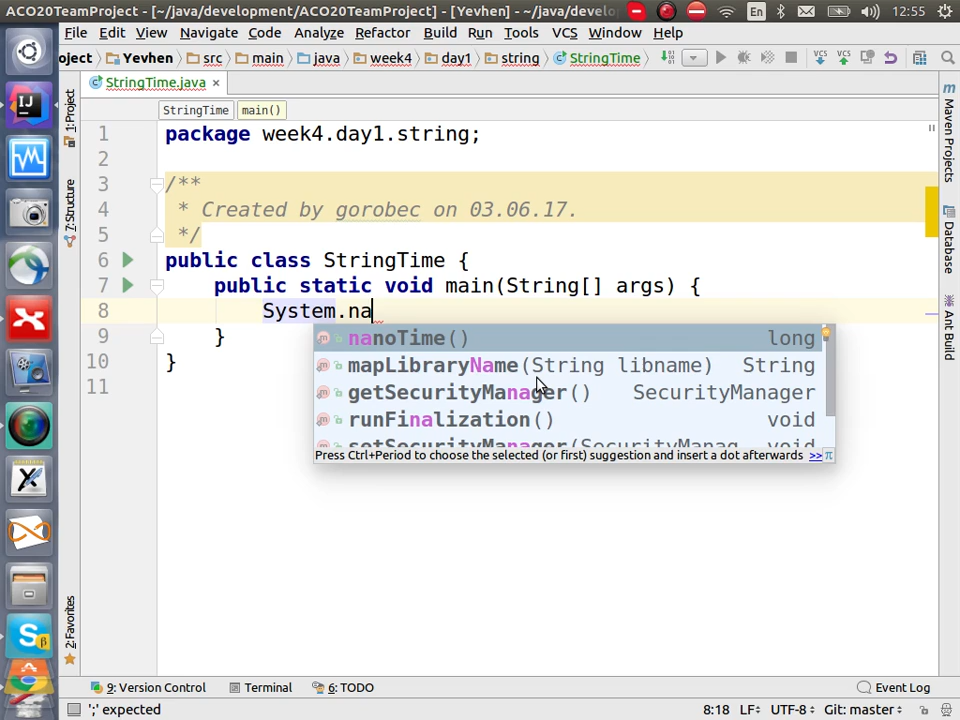 ACO20TeamProject - [~/java/development/ACO20TeamProject] - [Yevhen] - ~/java/develo
En
12:55
File Edit View Navigate Code Analyze Refactor Build Run Tools VCS Window Help
oject Yevhen src main java week4 day1 string StringTime
VCS VCS
StringTime.java
StringTime main()
1 package week4.day1.string;
2
3 /**
4 * Created by gorobec on 03.06.17.
5 */
6 public class StringTime {
7 public static void main(String[] args) {
8 System.na
9 }
10 }
11
nanoTime() long
mapLibraryName(String libname) String
getSecurityManager() SecurityManager
runFinalization() void
setSecurityManager(SecurityManag void
Press Ctrl+Period to choose the selected (or first) suggestion and insert a dot afterwards >> π
1: Project
7: Structure
2: Favorites
Maven Projects
Database
Ant Build
9: Version Control Terminal 6: TODO Event Log
';' expected 8:18 LF UTF-8 Git: master